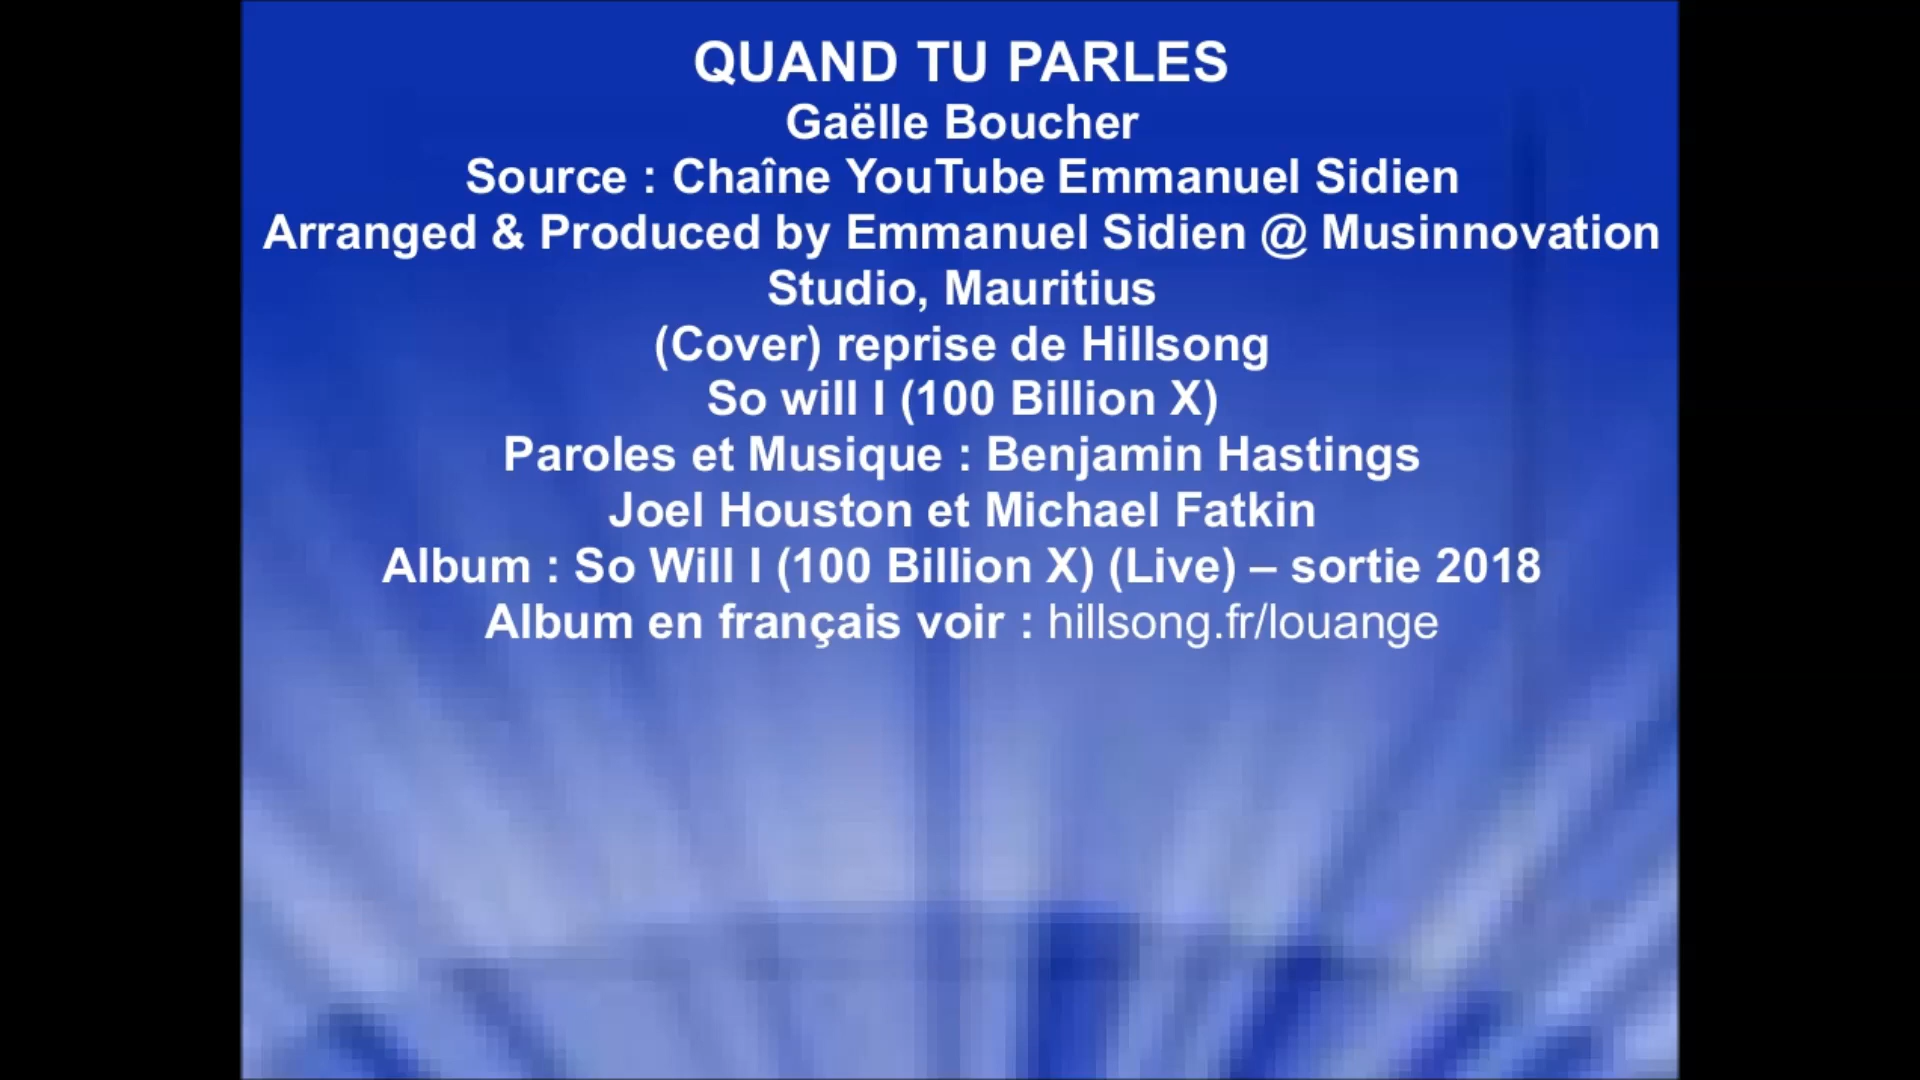 QUAND TU PARLES
Gaëlle Boucher
Source : Chaîne YouTube Emmanuel Sidien
Arranged & Produced by Emmanuel Sidien @ Musinnovation
Studio, Mauritius
(Cover) reprise de Hillsong
So will I (100 Billion X)
Paroles et Musique : Benjamin Hastings
Joel Houston et Michael Fatkin
Album : So Will I (100 Billion X) (Live) – sortie 2018
Album en français voir : hillsong.fr/louange